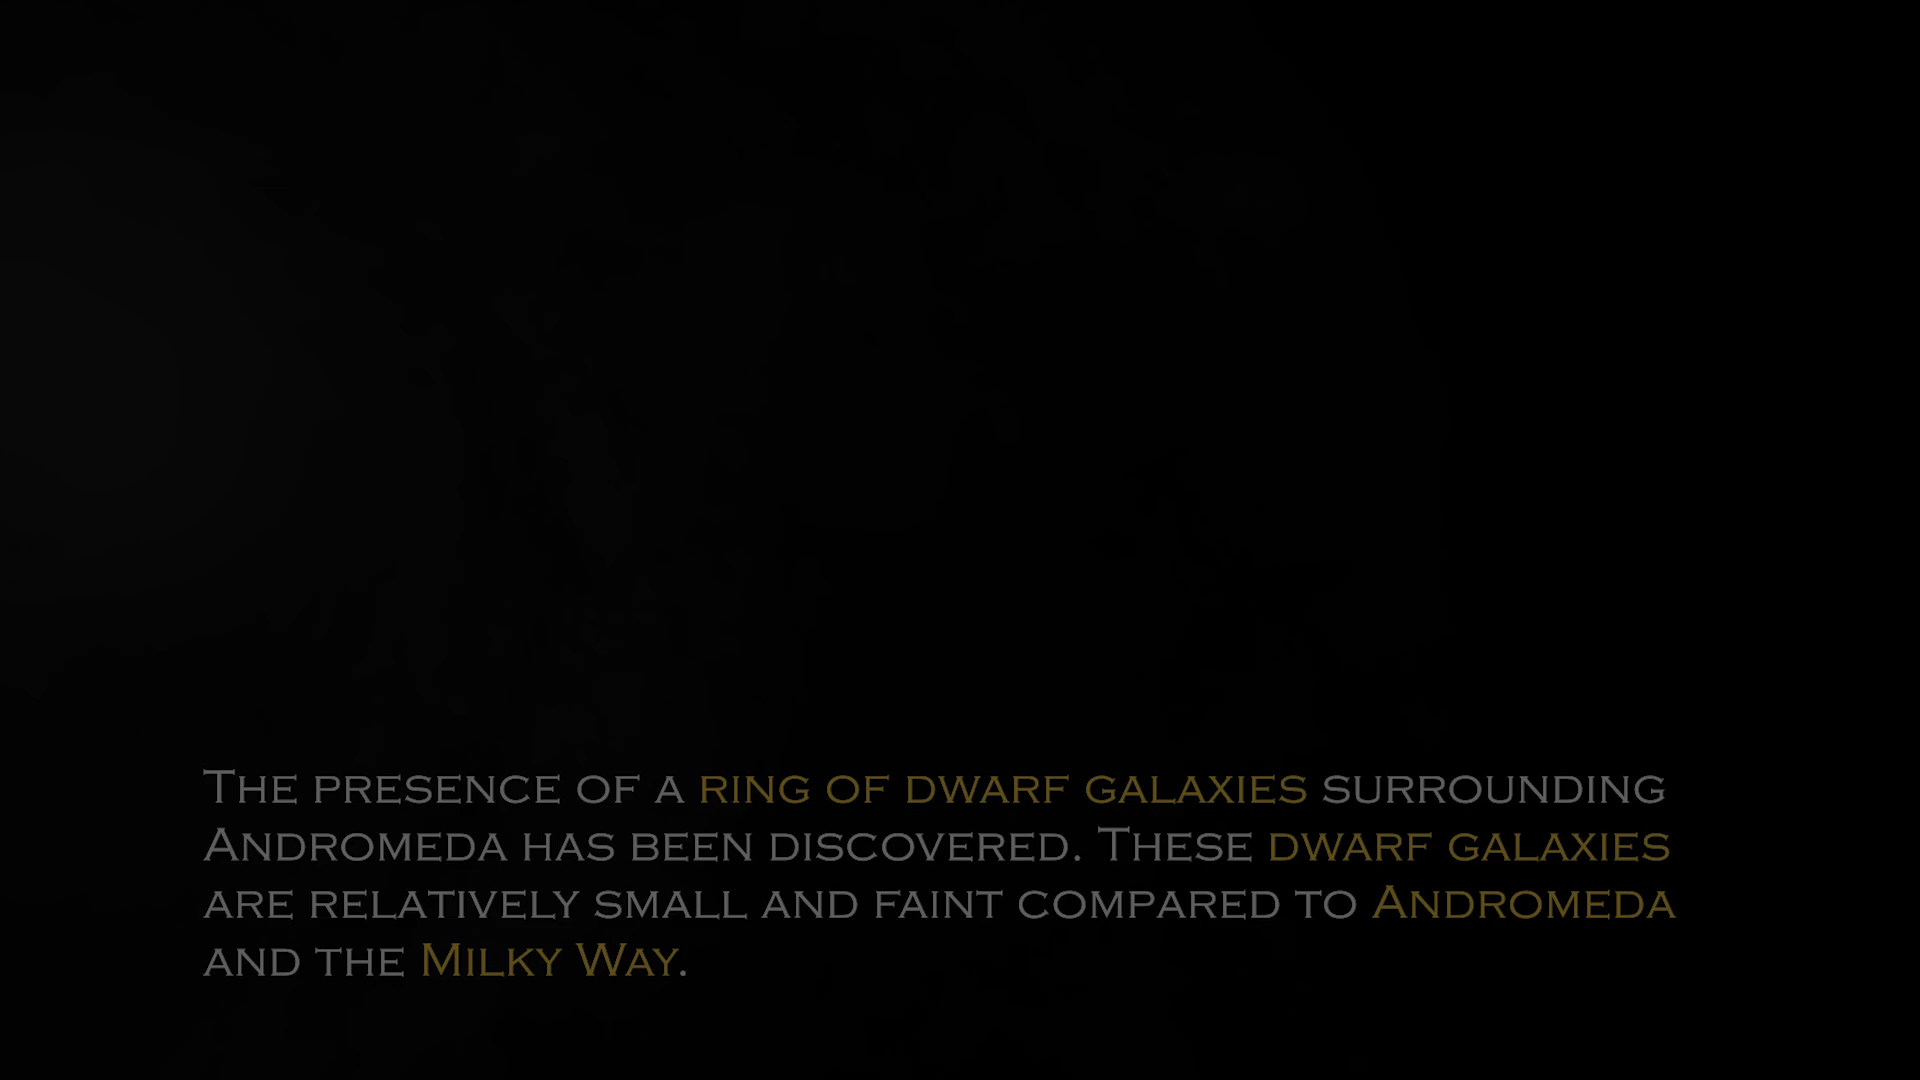 The presence of a ring of dwarf galaxies surrounding
Andromeda has been discovered. These dwarf galaxies
are relatively small and faint compared to Andromeda
and the Milky Way.